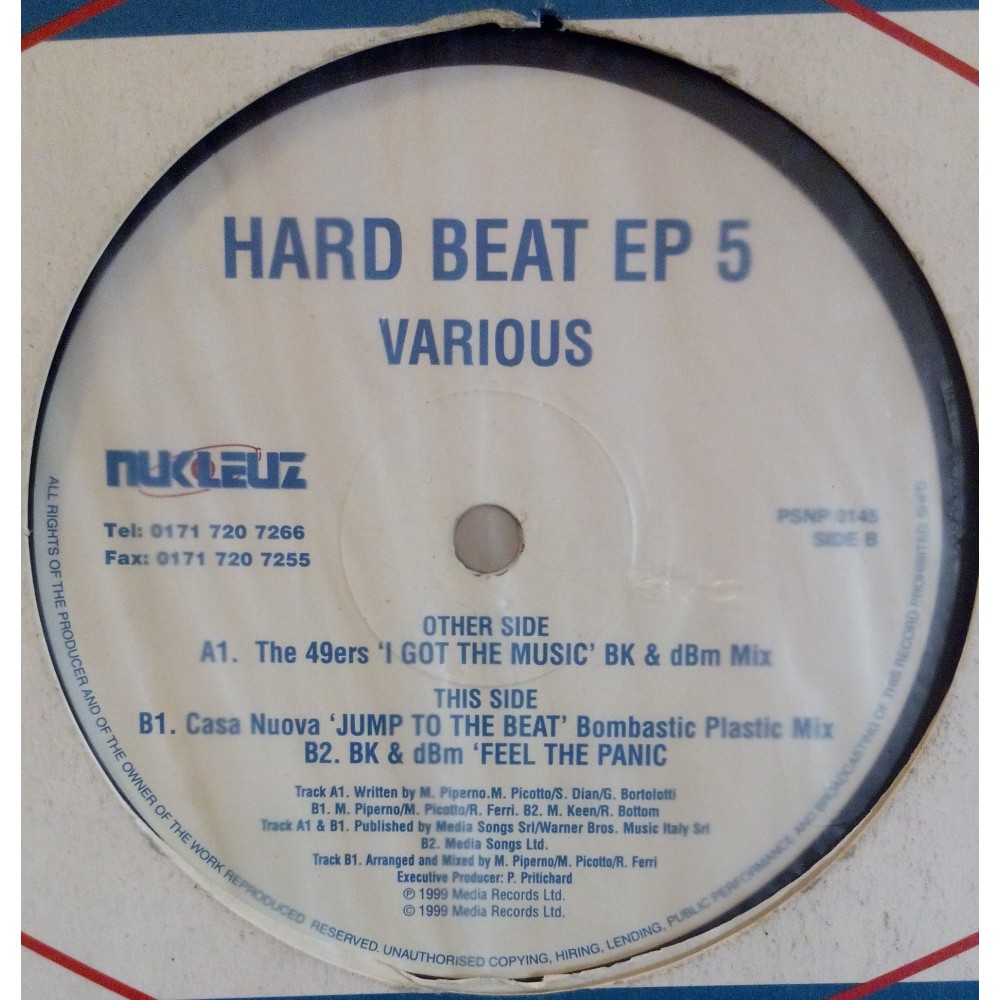 HARD BEAT EP 5
VARIOUS
NUKLEUZ
Tel: 0171 720 7266
Fax: 0171 720 7255
PSNP 0145
SIDE B
OTHER SIDE
A1. The 49ers ‘I GOT THE MUSIC’ BK & dBm Mix
THIS SIDE
B1. Casa Nuova ‘JUMP TO THE BEAT’ Bombastic Plastic Mix
B2. BK & dBm ‘FEEL THE PANIC
Track A1. Written by M. Piperno.M. Picotto/S. Dian/G. Bortolotti
B1. M. Piperno/M. Picotto/R. Ferri. B2. M. Keen/R. Bottom
Track A1 & B1. Published by Media Songs Srl/Warner Bros. Music Italy Srl
B2. Media Songs Ltd.
Track B1. Arranged and Mixed by M. Piperno/M. Picotto/R. Ferri
Executive Producer: P. Pritichard
℗ 1999 Media Records Ltd.
© 1999 Media Records Ltd.
ALL RIGHTS OF THE PRODUCER AND OF THE OWNER OF THE WORK REPRODUCED RESERVED. UNAUTHORISED COPYING, HIRING, LENDING, PUBLIC PERFORMANCE AND BROADCASTING OF THIS RECORD PROHIBITED